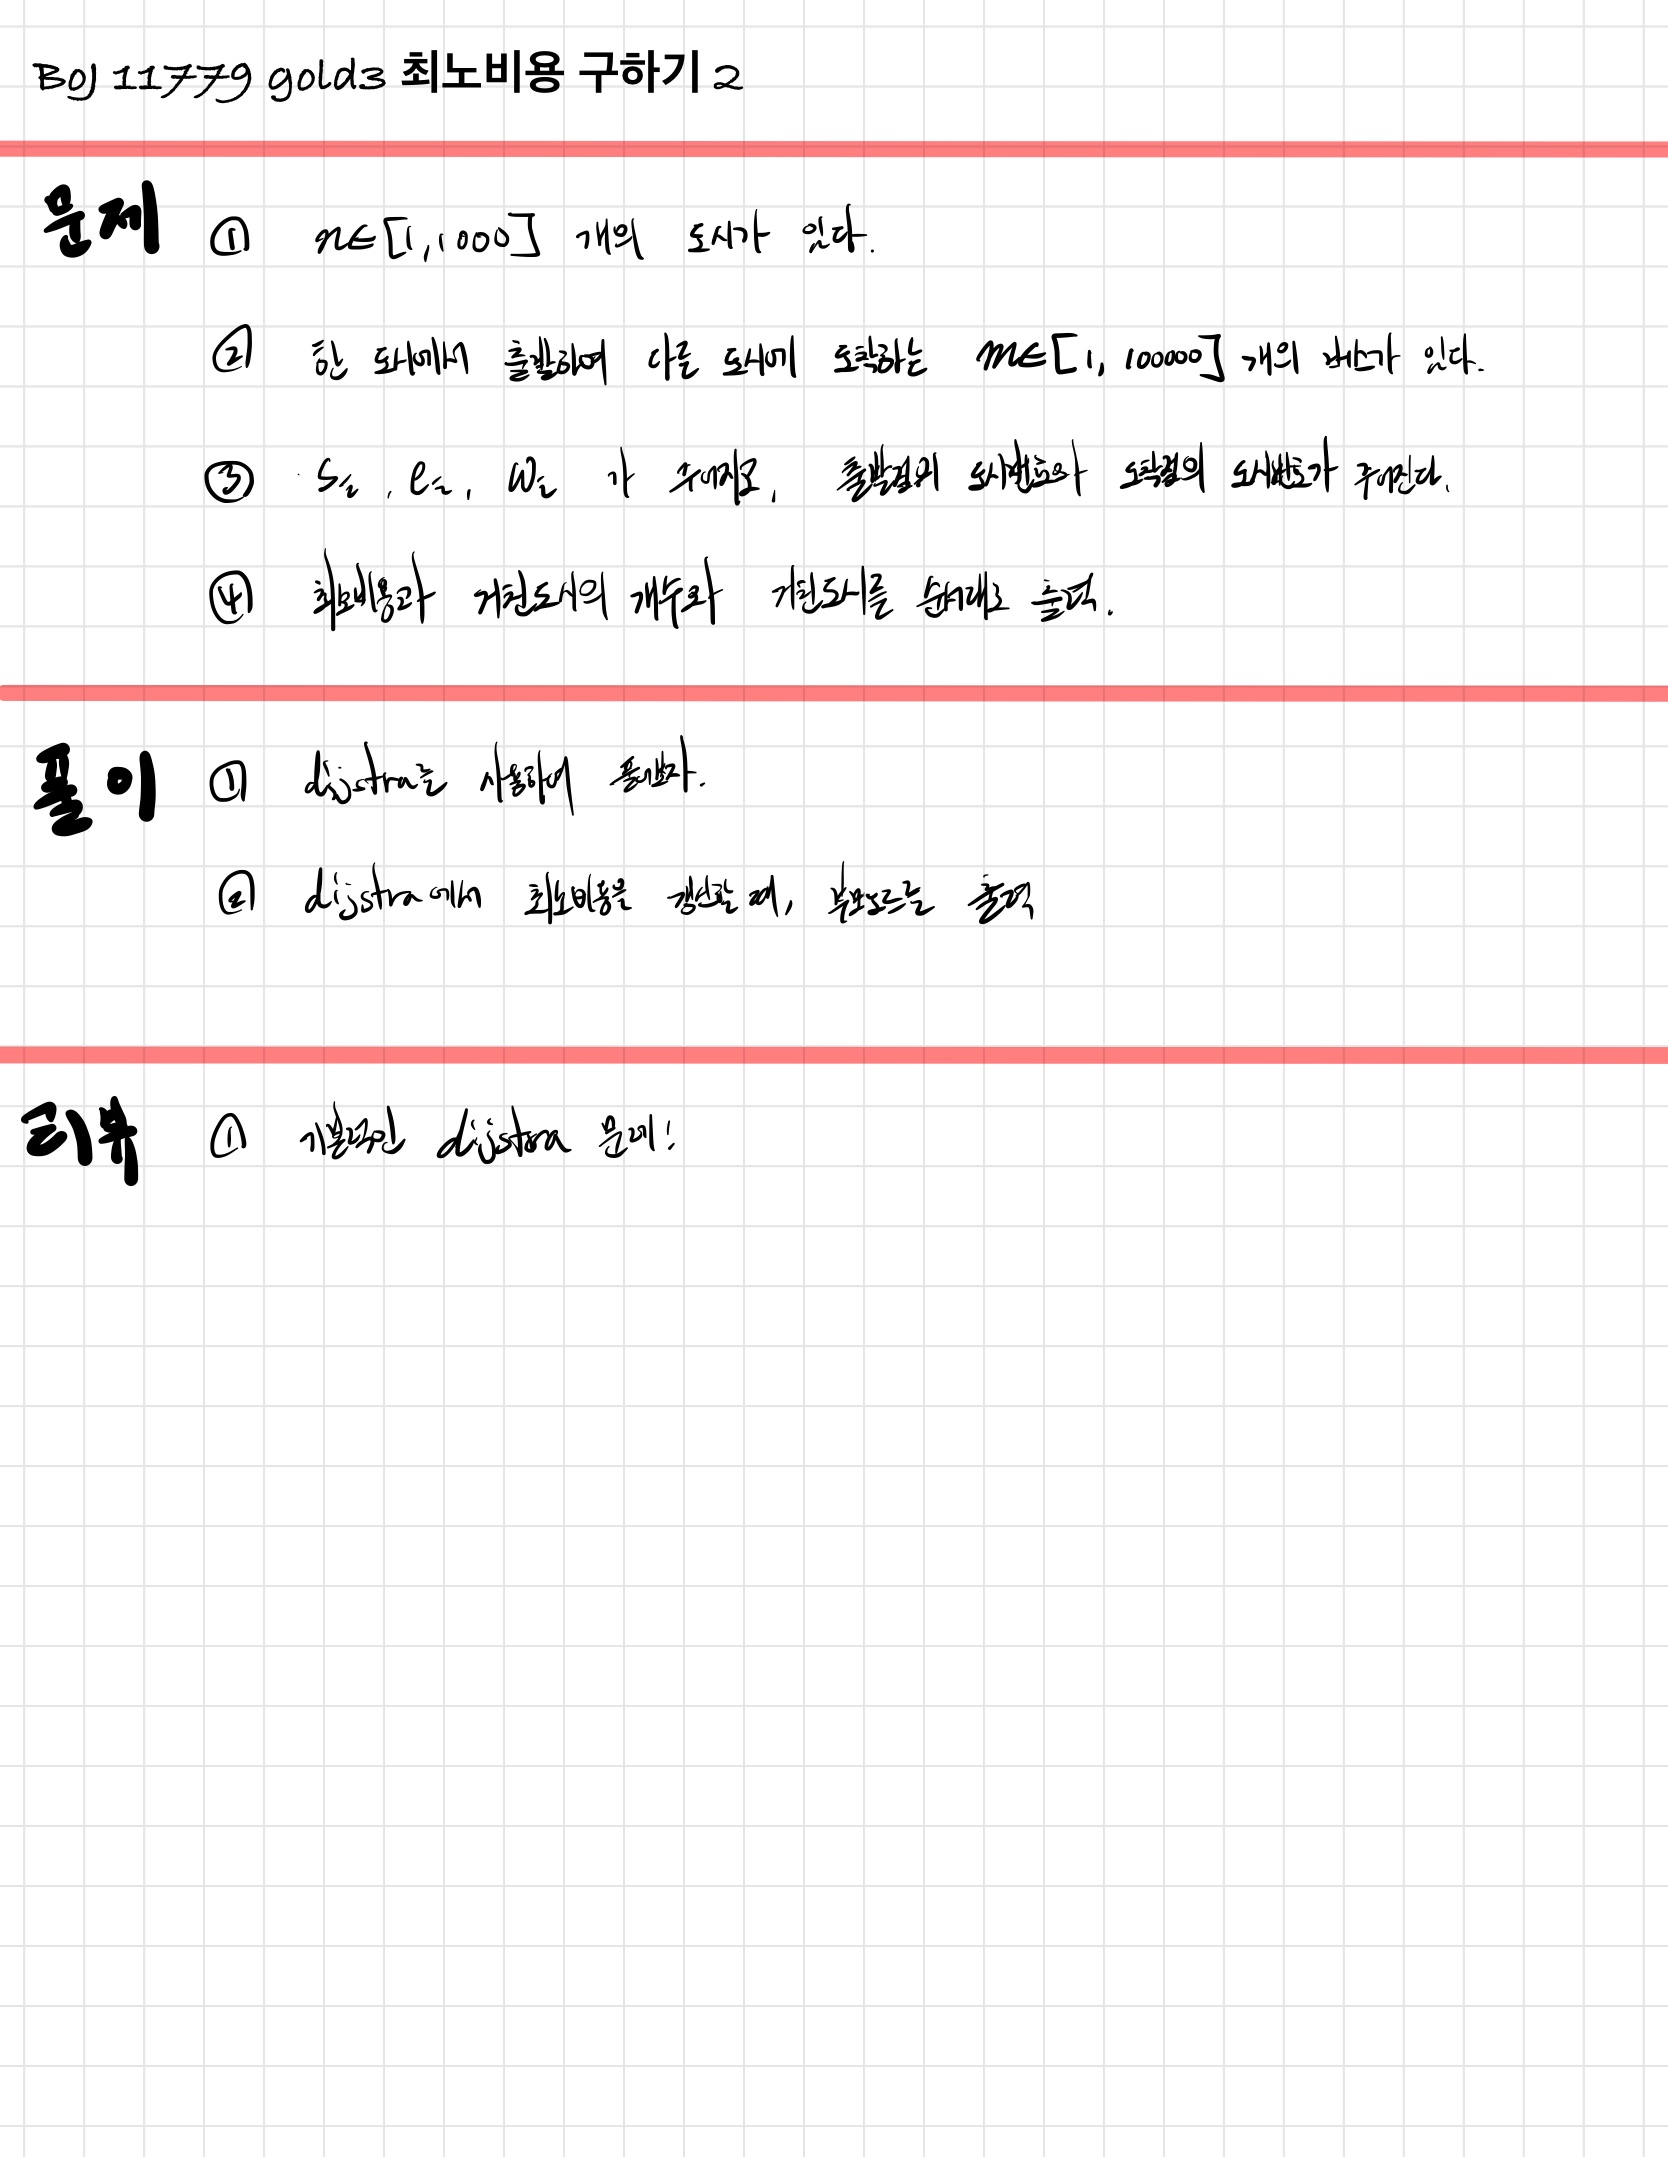 BOJ 11779 gold3 최소비용 구하기 2
문제 ① n∈[1,1000] 개의 도시가 있다.
② 한 도시에서 출발하여 다른 도시에 도착하는 m∈[1, 100000] 개의 버스가 있다.
③ Si, ei, wi 가 주어지고, 출발점의 도시번호와 도착점의 도시번호가 주어진다.
④ 최소비용과 거친도시의 개수와 거친도시를 순서대로 출력.
풀이 ① dijstra를 사용하여 풀어보자.
② dijstra에서 최소비용을 갱신할 때, 부모노드를 출력
리뷰 ① 기본적인 dijstra 문제!